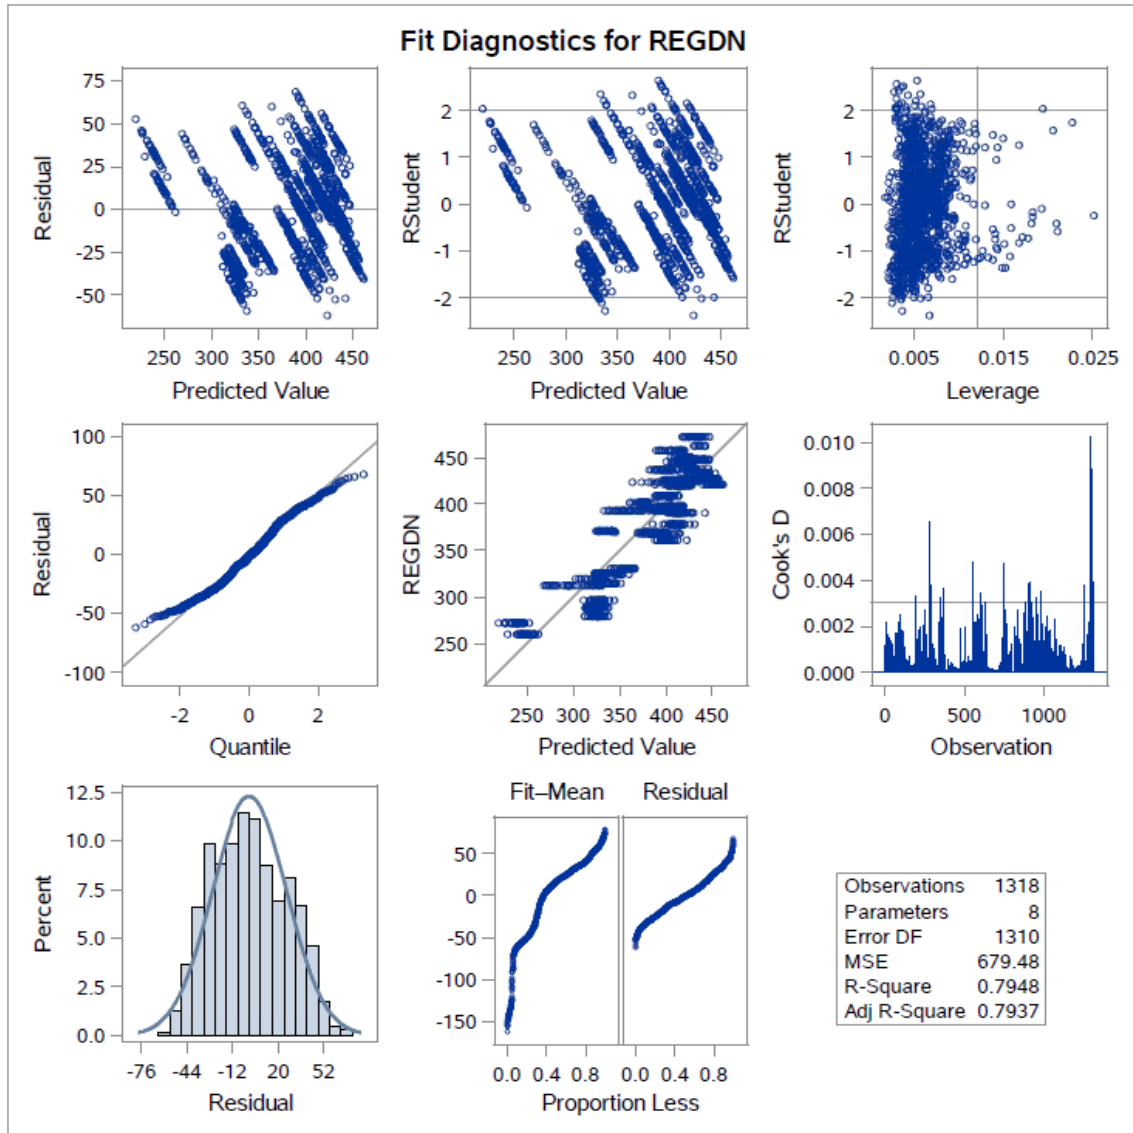 Fit Diagnostics for REGDN
75
50
25
0
-25
-50
Residual
250 300 350 400 450
Predicted Value
2
1
0
-1
-2
RStudent
250 300 350 400 450
Predicted Value
2
1
0
-1
-2
RStudent
0.005 0.015 0.025
Leverage
100
50
0
-50
-100
Residual
-2 0 2
Quantile
450
400
350
300
250
REGDN
250 300 350 400 450
Predicted Value
0.010
0.008
0.006
0.004
0.002
0.000
Cook's D
0 500 1000
Observation
12.5
10.0
7.5
5.0
2.5
0.0
Percent
-76 -44 -12 20 52
Residual
Fit–Mean Residual
50
0
-50
-100
-150
0.0 0.4 0.8 0.0 0.4 0.8
Proportion Less
Observations 1318
Parameters 8
Error DF 1310
MSE 679.48
R-Square 0.7948
Adj R-Square 0.7937